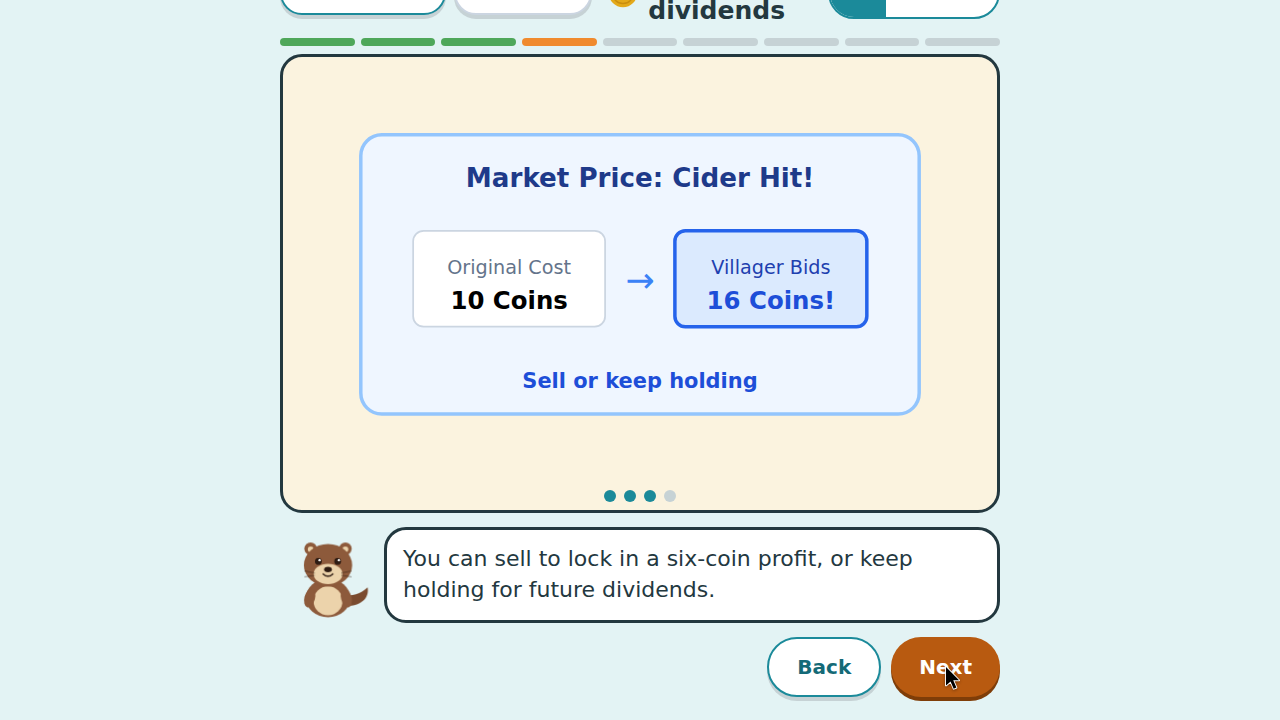 dividends
Market Price: Cider Hit!
Original Cost
10 Coins
→
Villager Bids
16 Coins!
Sell or keep holding
You can sell to lock in a six-coin profit, or keep
holding for future dividends.
Back
Next